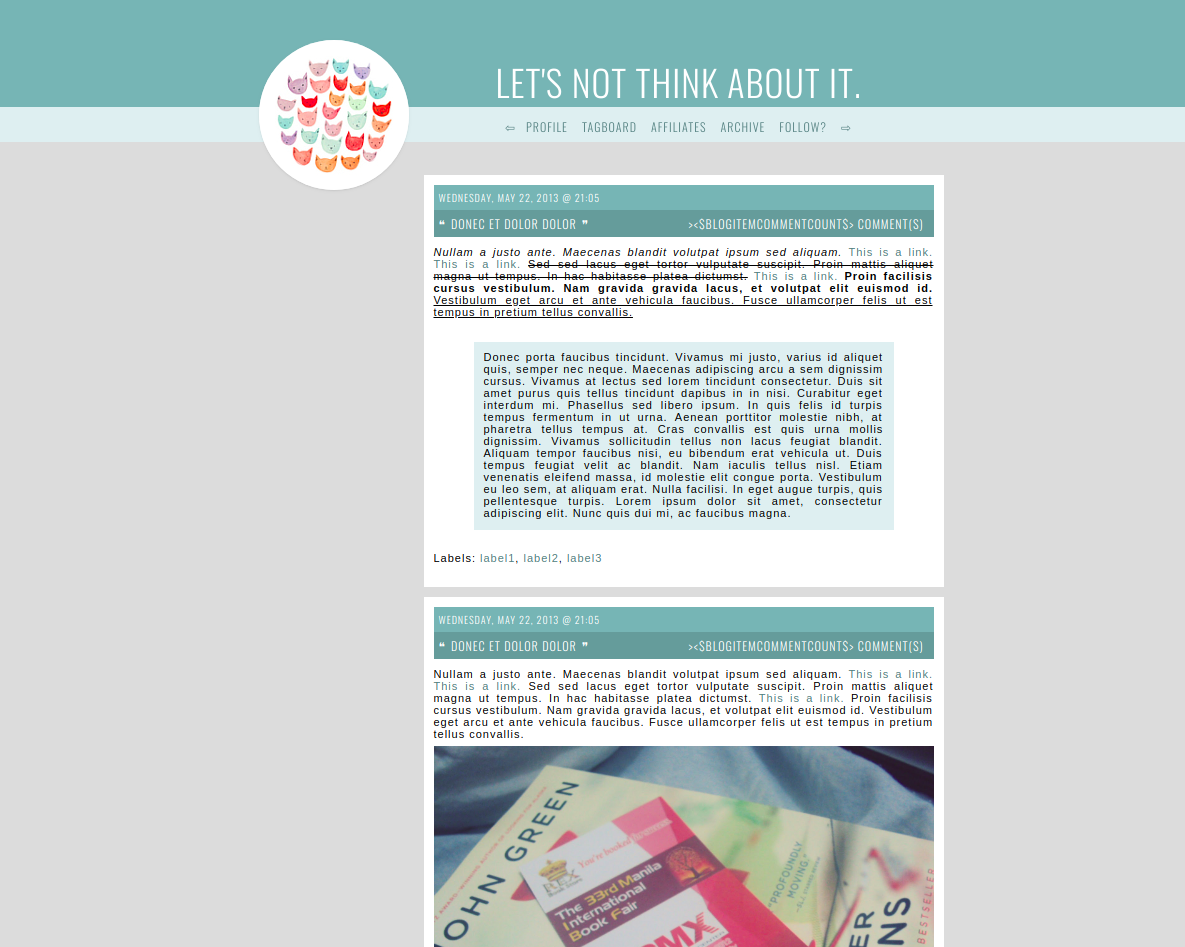 LET'S NOT THINK ABOUT IT.
⇦ PROFILE TAGBOARD AFFILIATES ARCHIVE FOLLOW? ⇨
WEDNESDAY, MAY 22, 2013 @ 21:05
❝ DONEC ET DOLOR DOLOR ❞ ><$BLOGITEMCOMMENTCOUNT$> COMMENT(S)
Nullam a justo ante. Maecenas blandit volutpat ipsum sed aliquam. This is a link.
This is a link. Sed sed lacus eget tortor vulputate suscipit. Proin mattis aliquet
magna ut tempus. In hac habitasse platea dictumst. This is a link. Proin facilisis
cursus vestibulum. Nam gravida gravida lacus, et volutpat elit euismod id.
Vestibulum eget arcu et ante vehicula faucibus. Fusce ullamcorper felis ut est
tempus in pretium tellus convallis.
Donec porta faucibus tincidunt. Vivamus mi justo, varius id aliquet
quis, semper nec neque. Maecenas adipiscing arcu a sem dignissim
cursus. Vivamus at lectus sed lorem tincidunt consectetur. Duis sit
amet purus quis tellus tincidunt dapibus in in nisi. Curabitur eget
interdum mi. Phasellus sed libero ipsum. In quis felis id turpis
tempus fermentum in ut urna. Aenean porttitor molestie nibh, at
pharetra tellus tempus at. Cras convallis est quis urna mollis
dignissim. Vivamus sollicitudin tellus non lacus feugiat blandit.
Aliquam tempor faucibus nisi, eu bibendum erat vehicula ut. Duis
tempus feugiat velit ac blandit. Nam iaculis tellus nisl. Etiam
venenatis eleifend massa, id molestie elit congue porta. Vestibulum
eu leo sem, at aliquam erat. Nulla facilisi. In eget augue turpis, quis
pellentesque turpis. Lorem ipsum dolor sit amet, consectetur
adipiscing elit. Nunc quis dui mi, ac faucibus magna.
Labels: label1, label2, label3
WEDNESDAY, MAY 22, 2013 @ 21:05
❝ DONEC ET DOLOR DOLOR ❞ ><$BLOGITEMCOMMENTCOUNT$> COMMENT(S)
Nullam a justo ante. Maecenas blandit volutpat ipsum sed aliquam. This is a link.
This is a link. Sed sed lacus eget tortor vulputate suscipit. Proin mattis aliquet
magna ut tempus. In hac habitasse platea dictumst. This is a link. Proin facilisis
cursus vestibulum. Nam gravida gravida lacus, et volutpat elit euismod id. Vestibulum
eget arcu et ante vehicula faucibus. Fusce ullamcorper felis ut est tempus in pretium
tellus convallis.
JOHN GREEN
You're booked
The 33rd Manila
International
Book Fair
"PROFOUNDLY
MOVING."
BESTSELLER